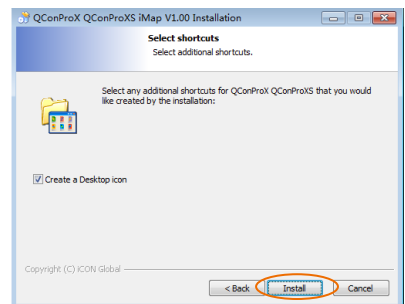 QConProX QConProXS iMap V1.00 Installation
Select shortcuts
Select additional shortcuts.
Select any additional shortcuts for QConProX QConProXS that you would
like created by the installation:
Create a Desktop icon
Copyright (C) iCON Global
< Back Install Cancel